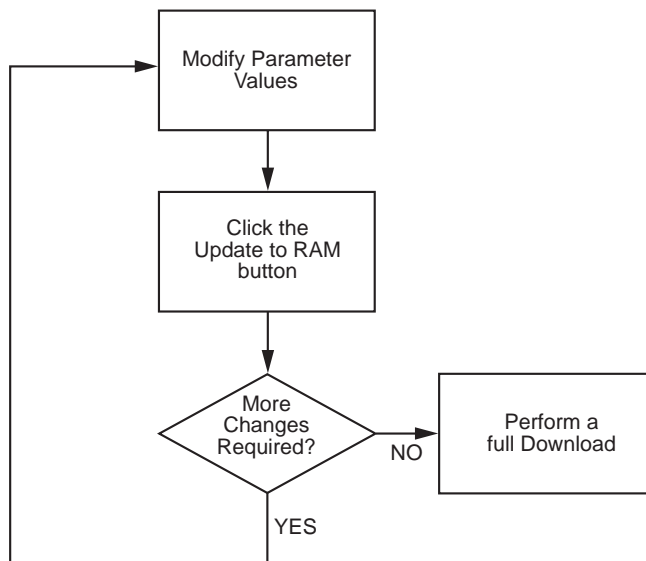 Modify Parameter
Values
Click the
Update to RAM
button
More
Changes
Required?
NO
Perform a
full Download
YES